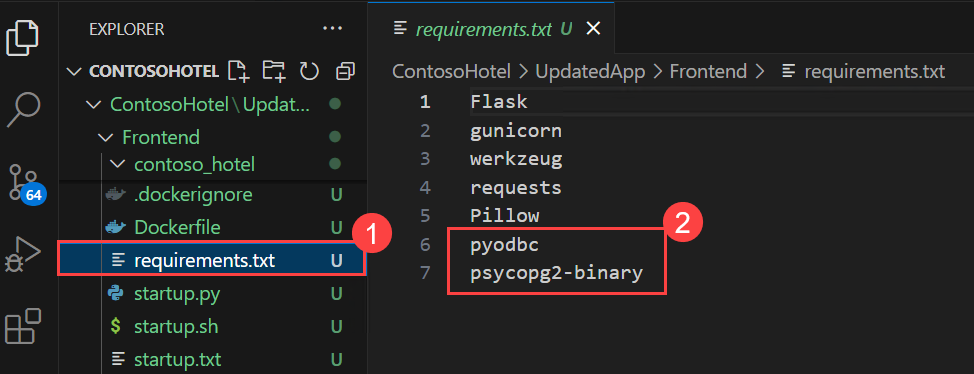 EXPLORER
CONTOSOHOTEL
ContosoHotel\Updat...
Frontend
contoso_hotel
.dockerignore U
Dockerfile U
requirements.txt U
1
startup.py U
startup.sh U
startup.txt U
64
requirements.txt U
ContosoHotel > UpdatedApp > Frontend > requirements.txt
1 Flask
2 gunicorn
3 werkzeug
4 requests
5 Pillow
2
6 pyodbc
7 psycopg2-binary